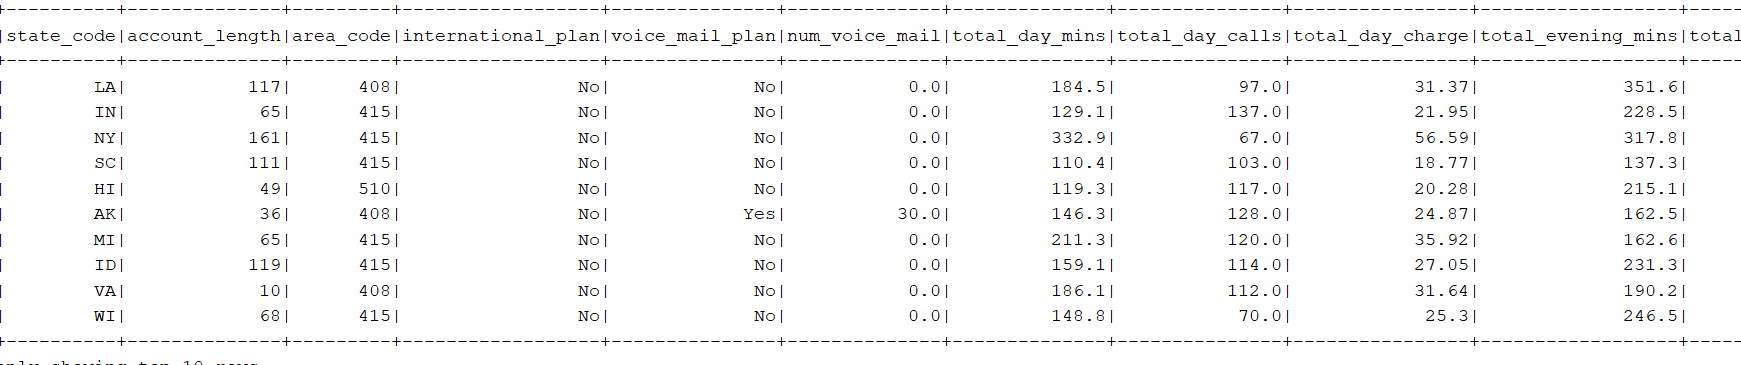 +----------+--------------+---------+------------------+---------------+--------------+--------------+---------------+----------------+------------------+-----
|state_code|account_length|area_code|international_plan|voice_mail_plan|num_voice_mail|total_day_mins|total_day_calls|total_day_charge|total_evening_mins|total
+----------+--------------+---------+------------------+---------------+--------------+--------------+---------------+----------------+------------------+-----
|        LA|           117|      408|                No|             No|           0.0|         184.5|           97.0|           31.37|             351.6|
|        IN|            65|      415|                No|             No|           0.0|         129.1|          137.0|           21.95|             228.5|
|        NY|           161|      415|                No|             No|           0.0|         332.9|           67.0|           56.59|             317.8|
|        SC|           111|      415|                No|             No|           0.0|         110.4|          103.0|           18.77|             137.3|
|        HI|            49|      510|                No|             No|           0.0|         119.3|          117.0|           20.28|             215.1|
|        AK|            36|      408|                No|            Yes|          30.0|         146.3|          128.0|           24.87|             162.5|
|        MI|            65|      415|                No|             No|           0.0|         211.3|          120.0|           35.92|             162.6|
|        ID|           119|      415|                No|             No|           0.0|         159.1|          114.0|           27.05|             231.3|
|        VA|            10|      408|                No|             No|           0.0|         186.1|          112.0|           31.64|             190.2|
|        WI|            68|      415|                No|             No|           0.0|         148.8|           70.0|            25.3|             246.5|
+----------+--------------+---------+------------------+---------------+--------------+--------------+---------------+----------------+------------------+-----
only showing top 10 rows